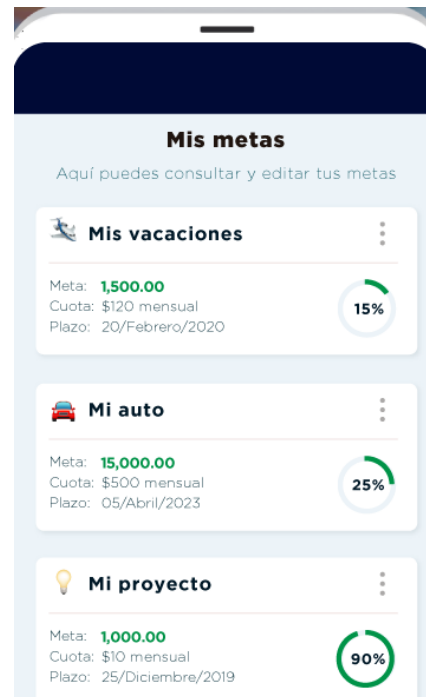 Mis metas
Aquí puedes consultar y editar tus metas
Mis vacaciones
Meta: 1,500.00
Cuota: $120 mensual
Plazo: 20/Febrero/2020
15%
Mi auto
Meta: 15,000.00
Cuota: $500 mensual
Plazo: 05/Abril/2023
25%
Mi proyecto
Meta: 1,000.00
Cuota: $10 mensual
Plazo: 25/Diciembre/2019
90%